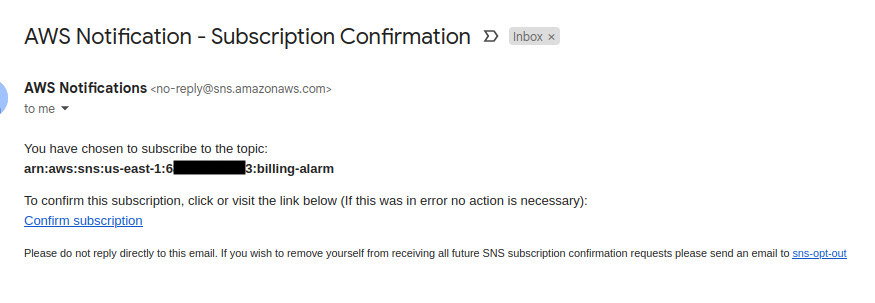 AWS Notification - Subscription Confirmation Inbox ×
AWS Notifications <no-reply@sns.amazonaws.com>
to me
You have chosen to subscribe to the topic:
arn:aws:sns:us-east-1:6 3:billing-alarm
To confirm this subscription, click or visit the link below (If this was in error no action is necessary):
Confirm subscription
Please do not reply directly to this email. If you wish to remove yourself from receiving all future SNS subscription confirmation requests please send an email to sns-opt-out